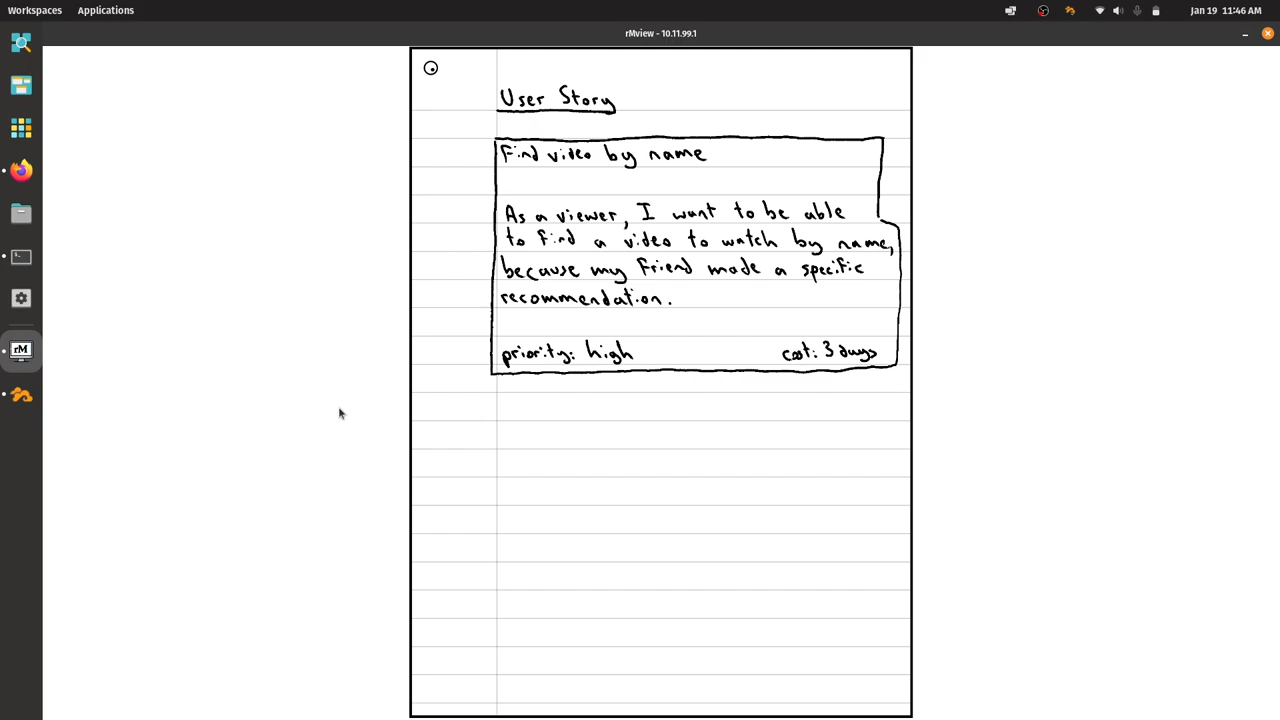 Workspaces Applications Jan 19 11:46 AM
rMview - 10.11.99.1
rM
User Story
Find video by name
As a viewer, I want to be able
to find a video to watch by name,
because my friend made a specific
recommendation.
priority: high cost: 3 days